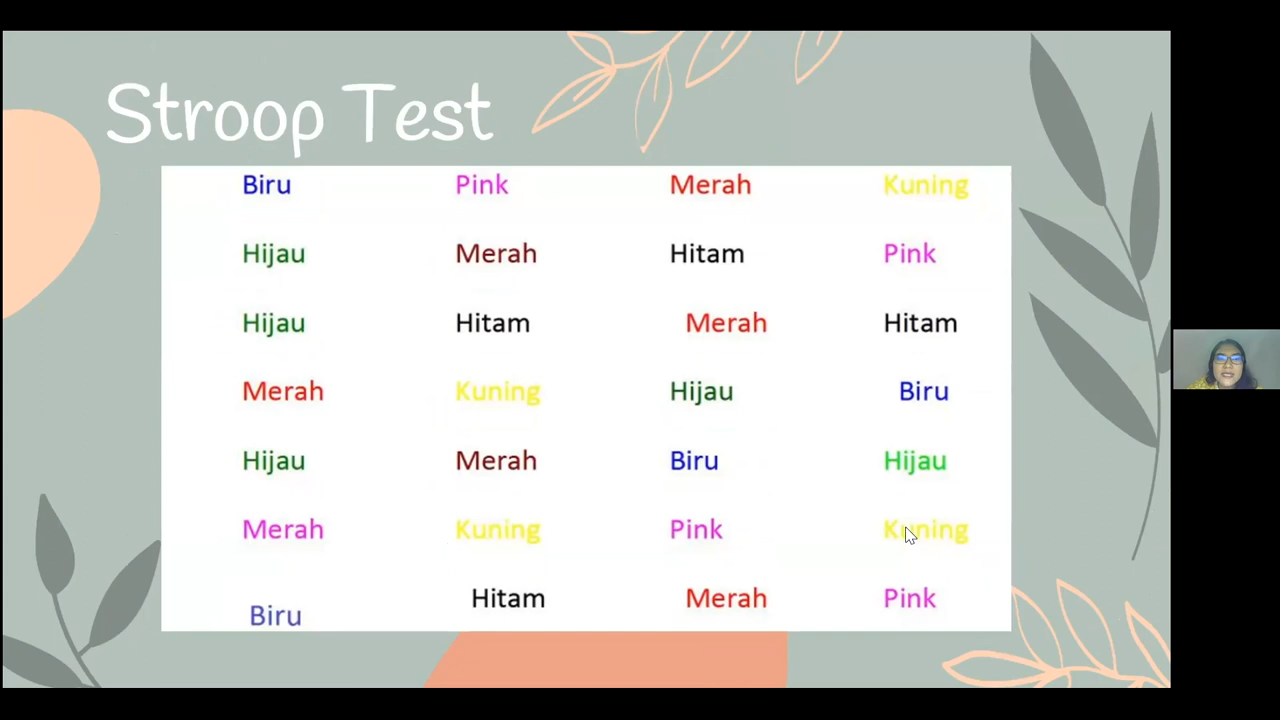 Stroop Test
Biru Pink Merah Kuning
Hijau Merah Hitam Pink
Hijau Hitam Merah Hitam
Merah Kuning Hijau Biru
Hijau Merah Biru Hijau
Merah Kuning Pink Kuning
Biru Hitam Merah Pink